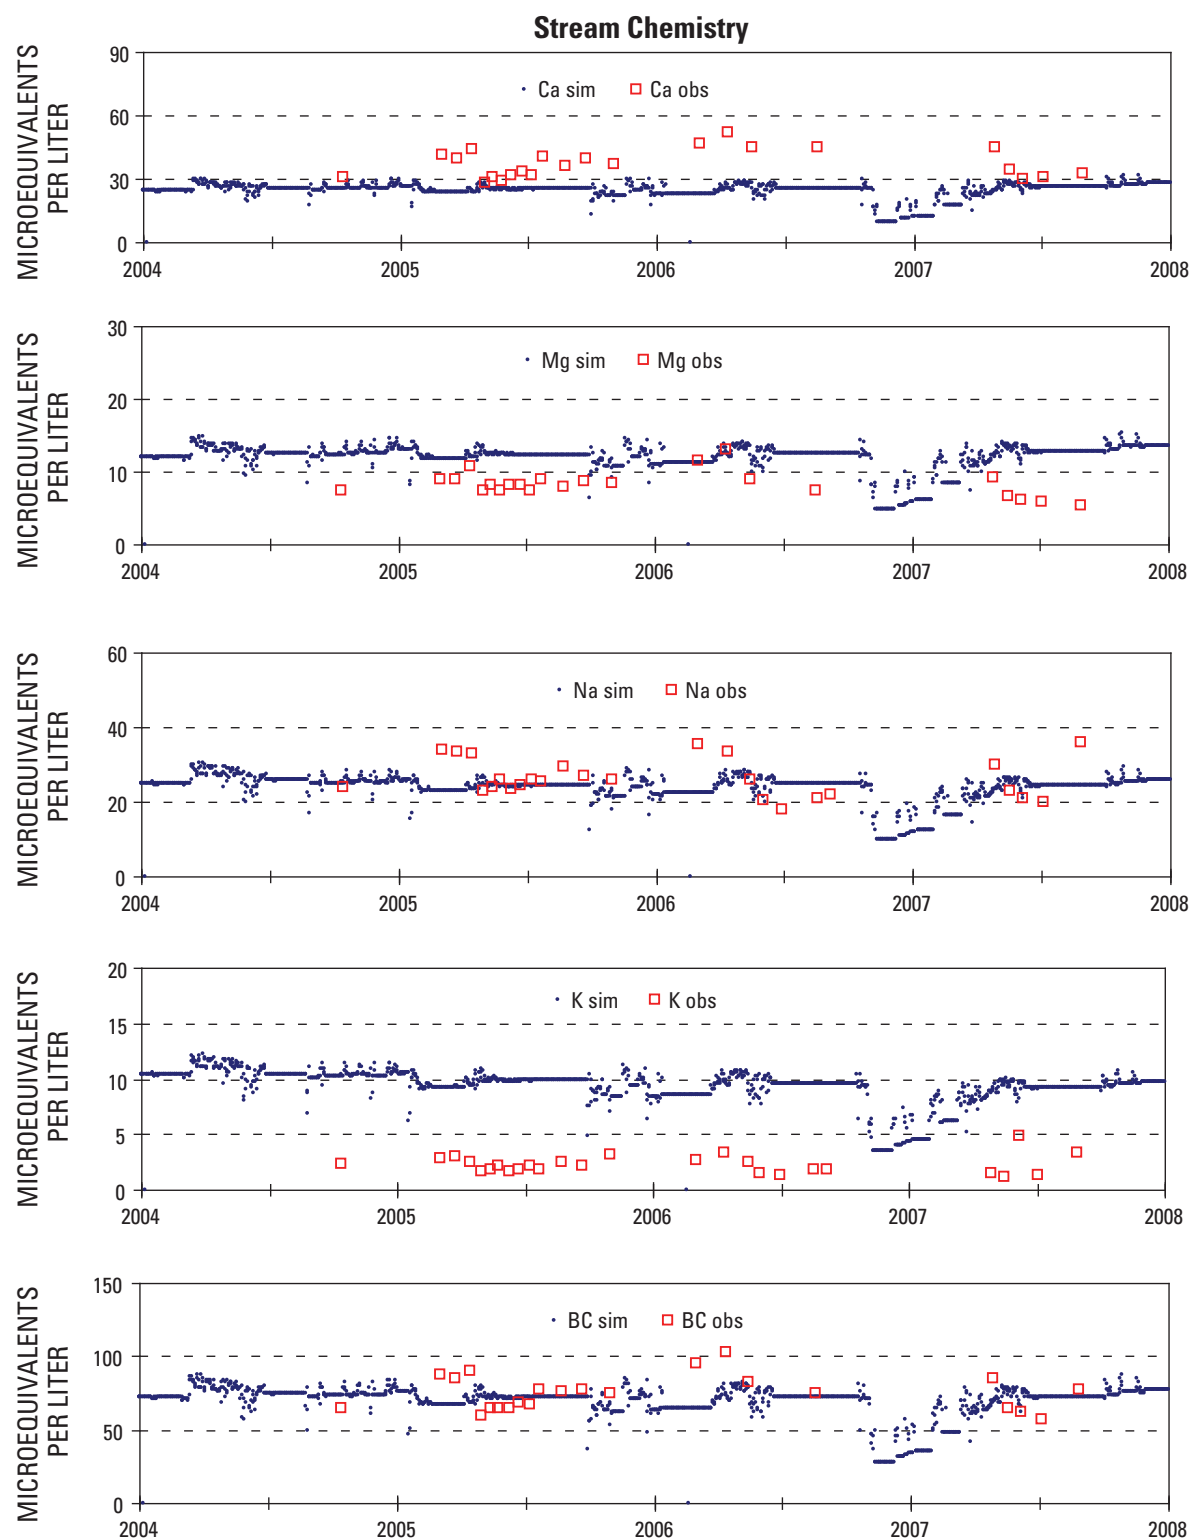 Stream Chemistry
MICROEQUIVALENTS
PER LITER
90
60
30
0
Ca sim
Ca obs
2004
2005
2006
2007
2008
MICROEQUIVALENTS
PER LITER
30
20
10
0
Mg sim
Mg obs
2004
2005
2006
2007
2008
MICROEQUIVALENTS
PER LITER
60
40
20
0
Na sim
Na obs
2004
2005
2006
2007
2008
MICROEQUIVALENTS
PER LITER
20
15
10
5
0
K sim
K obs
2004
2005
2006
2007
2008
MICROEQUIVALENTS
PER LITER
150
100
50
0
BC sim
BC obs
2004
2005
2006
2007
2008